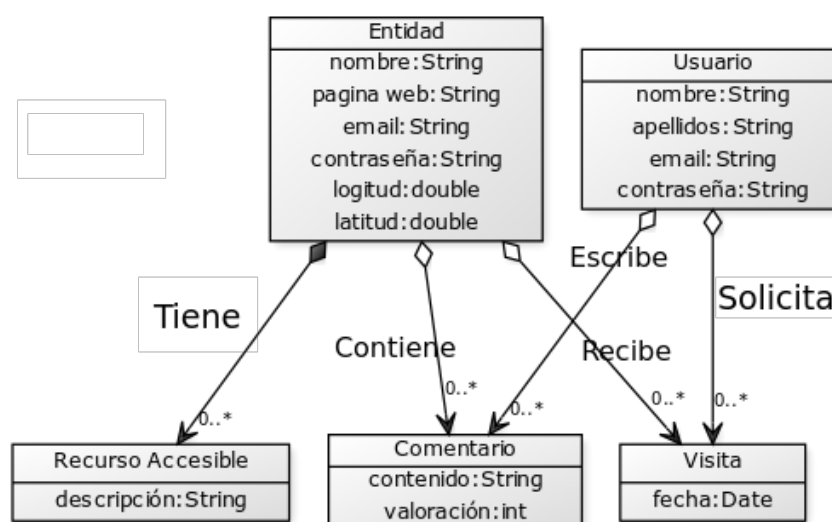 Entidad
nombre:String
pagina web:String
email:String
contraseña:String
logitud:double
latitud:double
Usuario
nombre:String
apellidos:String
email:String
contraseña:String
Tiene
Contiene
Escribe
Recibe
Solicita
0..*
0..*
0..*
0..*
0..*
Recurso Accesible
descripción:String
Comentario
contenido:String
valoración:int
Visita
fecha:Date